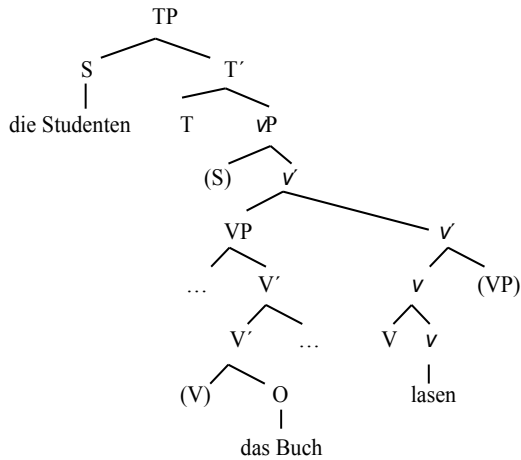 TP
S T´
die Studenten T vP
(S) v´
VP v´
… V´ v (VP)
V´ … V v
(V) O lasen
das Buch